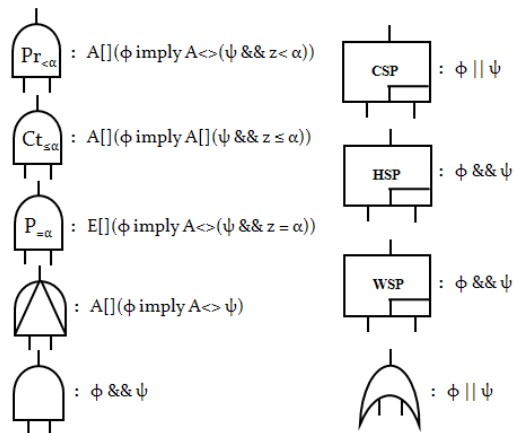 Pr<α : A[](ϕ imply A<>(ψ && z< α))
Ct≤α : A[](ϕ imply A[](ψ && z ≤ α))
P=α : E[](ϕ imply A<>(ψ && z = α))
: A[](ϕ imply A<> ψ)
: ϕ && ψ
CSP : ϕ || ψ
HSP : ϕ && ψ
WSP : ϕ && ψ
: ϕ || ψ